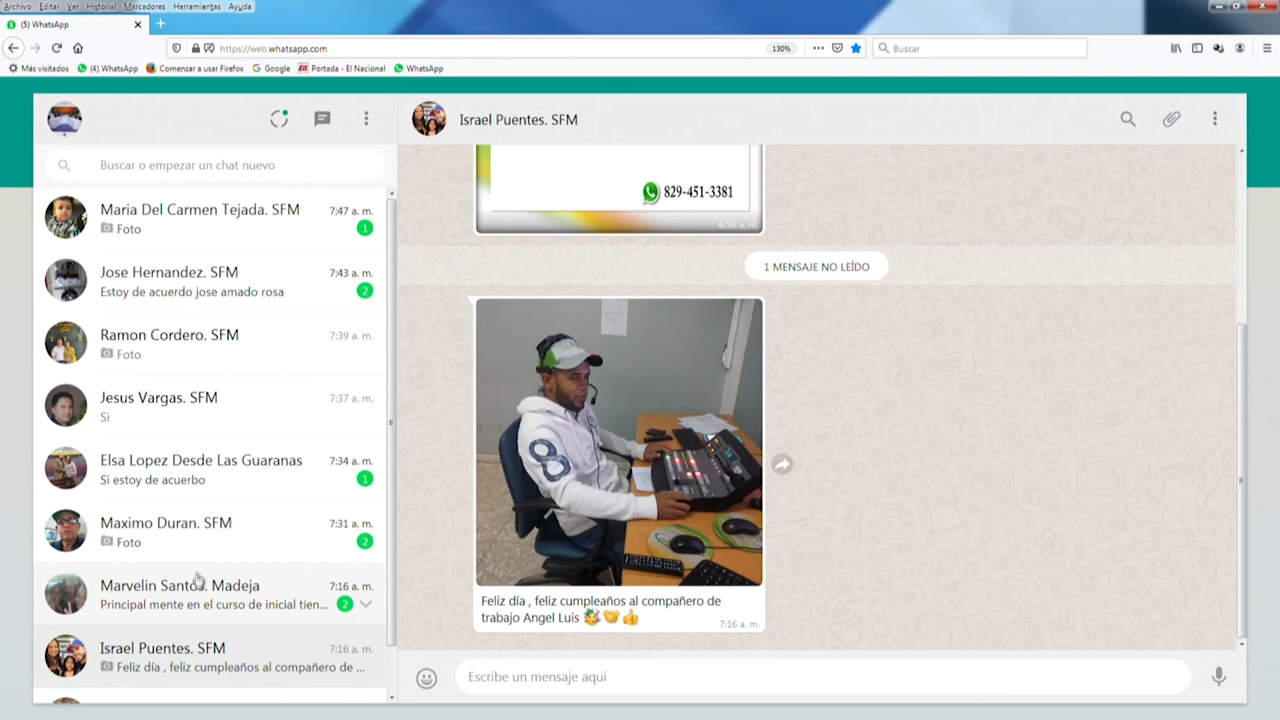 Archivo Editar Ver Historial Marcadores Herramientas Ayuda
(5) WhatsApp
https://web.whatsapp.com
130%
Buscar
Más visitados (4) WhatsApp Comenzar a usar Firefox Google Portada - El Nacional WhatsApp
Israel Puentes. SFM
Buscar o empezar un chat nuevo
Maria Del Carmen Tejada. SFM 7:47 a. m.
Foto 1
Jose Hernandez. SFM 7:43 a. m.
Estoy de acuerdo jose amado rosa 2
Ramon Cordero. SFM 7:39 a. m.
Foto
Jesus Vargas. SFM 7:37 a. m.
Si
Elsa Lopez Desde Las Guaranas 7:34 a. m.
Si estoy de acuerbo 1
Maximo Duran. SFM 7:31 a. m.
Foto 2
Marvelin Santos. Madeja 7:16 a. m.
Principal mente en el curso de inicial tien... 2
Israel Puentes. SFM 7:16 a. m.
Feliz día , feliz cumpleaños al compañero de ...
829-451-3381
6:56 a. m.
1 MENSAJE NO LEÍDO
8
Feliz día , feliz cumpleaños al compañero de
trabajo Angel Luis 🥰🤝👍
7:16 a. m.
Escribe un mensaje aquí